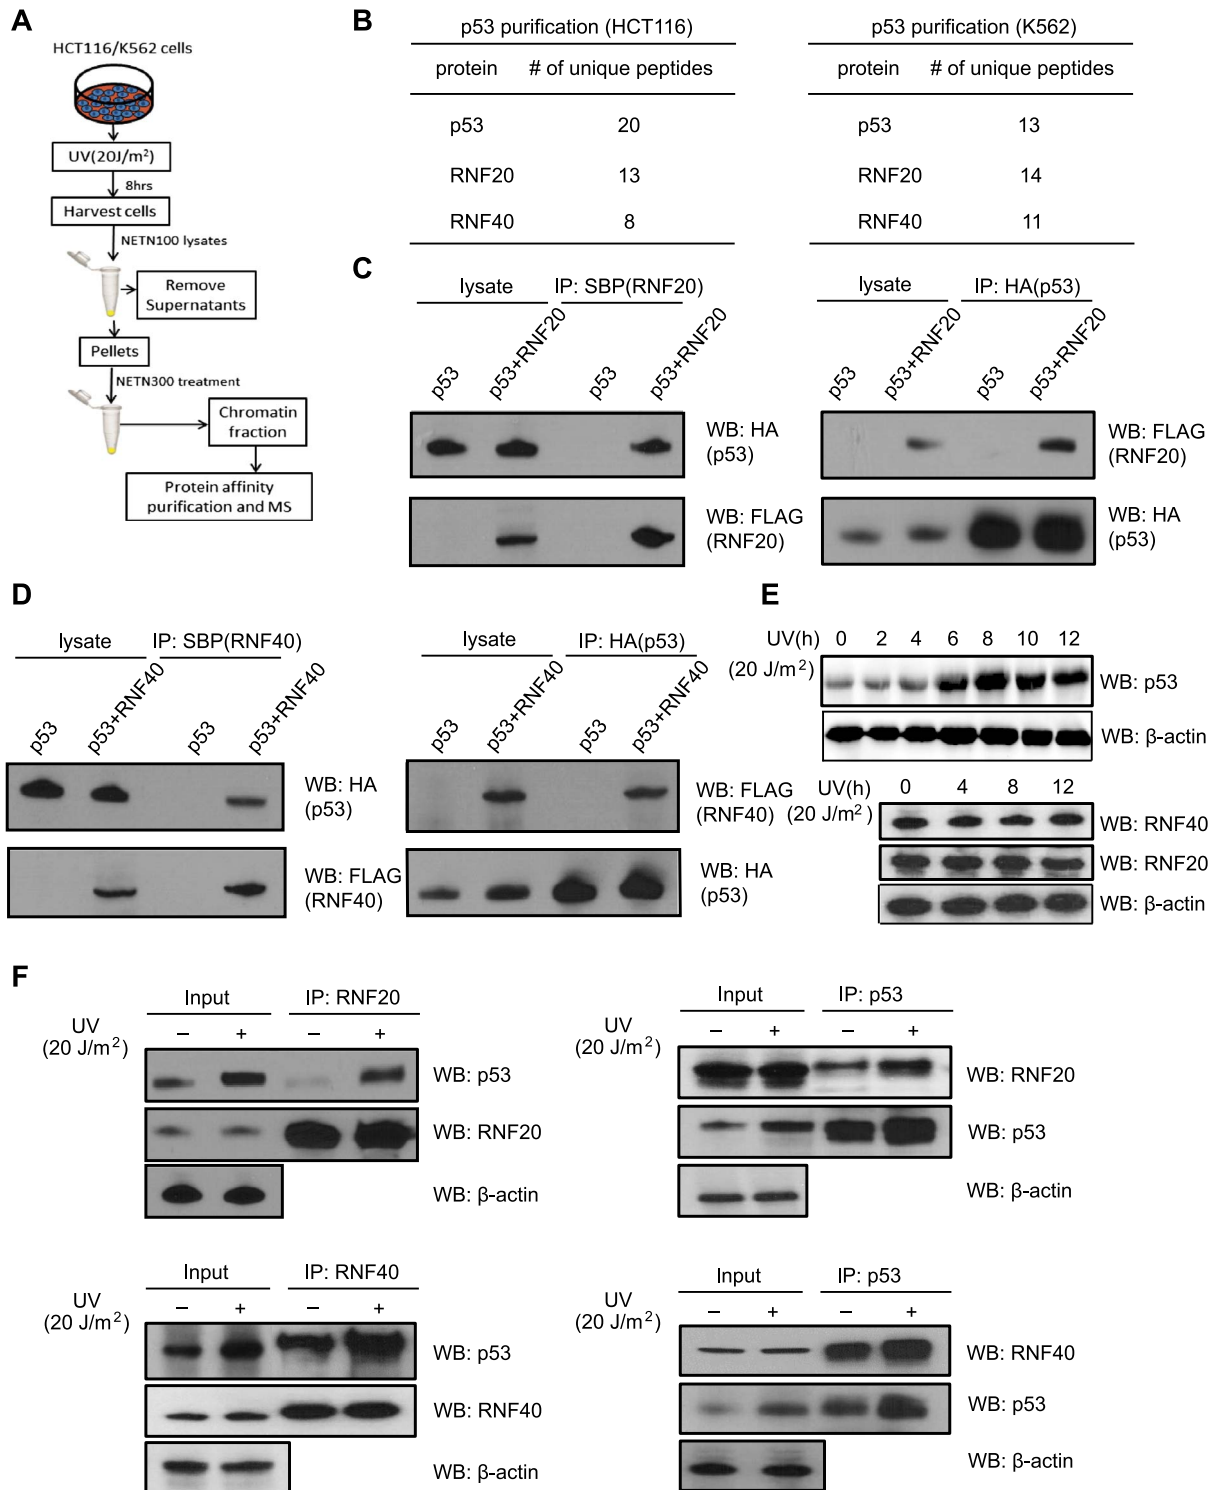 A
HCT116/K562 cells
UV(20J/m²)
8hrs
Harvest cells
NETN100 lysates
Remove
Supernatants
Pellets
NETN300 treatment
Chromatin
fraction
Protein affinity
purification and MS
B
p53 purification (HCT116)
protein # of unique peptides
p53 20
RNF20 13
RNF40 8
p53 purification (K562)
protein # of unique peptides
p53 13
RNF20 14
RNF40 11
C
lysate IP: SBP(RNF20)
p53 p53+RNF20 p53 p53+RNF20
WB: HA
(p53)
WB: FLAG
(RNF20)
lysate IP: HA(p53)
p53 p53+RNF20 p53 p53+RNF20
WB: FLAG
(RNF20)
WB: HA
(p53)
D
lysate IP: SBP(RNF40)
p53 p53+RNF40 p53 p53+RNF40
WB: HA
(p53)
WB: FLAG
(RNF40)
lysate IP: HA(p53)
p53 p53+RNF40 p53 p53+RNF40
WB: FLAG
(RNF40)
WB: HA
(p53)
E
UV(h) 0 2 4 6 8 10 12
(20 J/m²)
WB: p53
WB: β-actin
UV(h) 0 4 8 12
(20 J/m²)
WB: RNF40
WB: RNF20
WB: β-actin
F
Input IP: RNF20
UV − + − +
(20 J/m²)
WB: p53
WB: RNF20
WB: β-actin
Input IP: p53
UV − + − +
(20 J/m²)
WB: RNF20
WB: p53
WB: β-actin
Input IP: RNF40
UV − + − +
(20 J/m²)
WB: p53
WB: RNF40
WB: β-actin
Input IP: p53
UV − + − +
(20 J/m²)
WB: RNF40
WB: p53
WB: β-actin